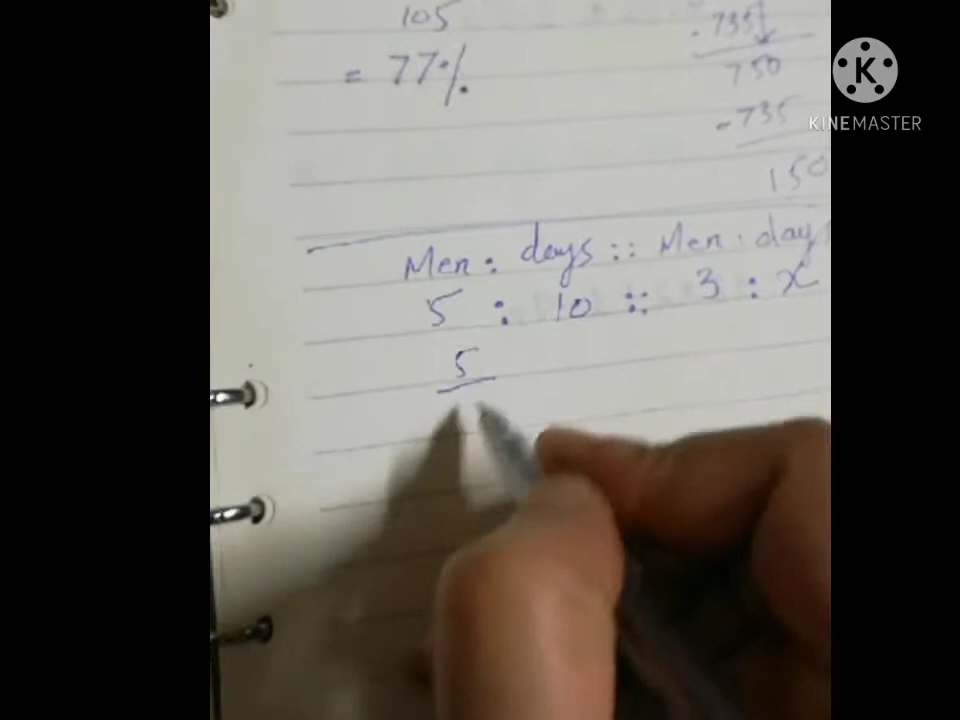 105
= 77%
735
750
- 735
150
Men : days :: Men : day
5 : 10 :: 3 : x
5
K
KINEMASTER